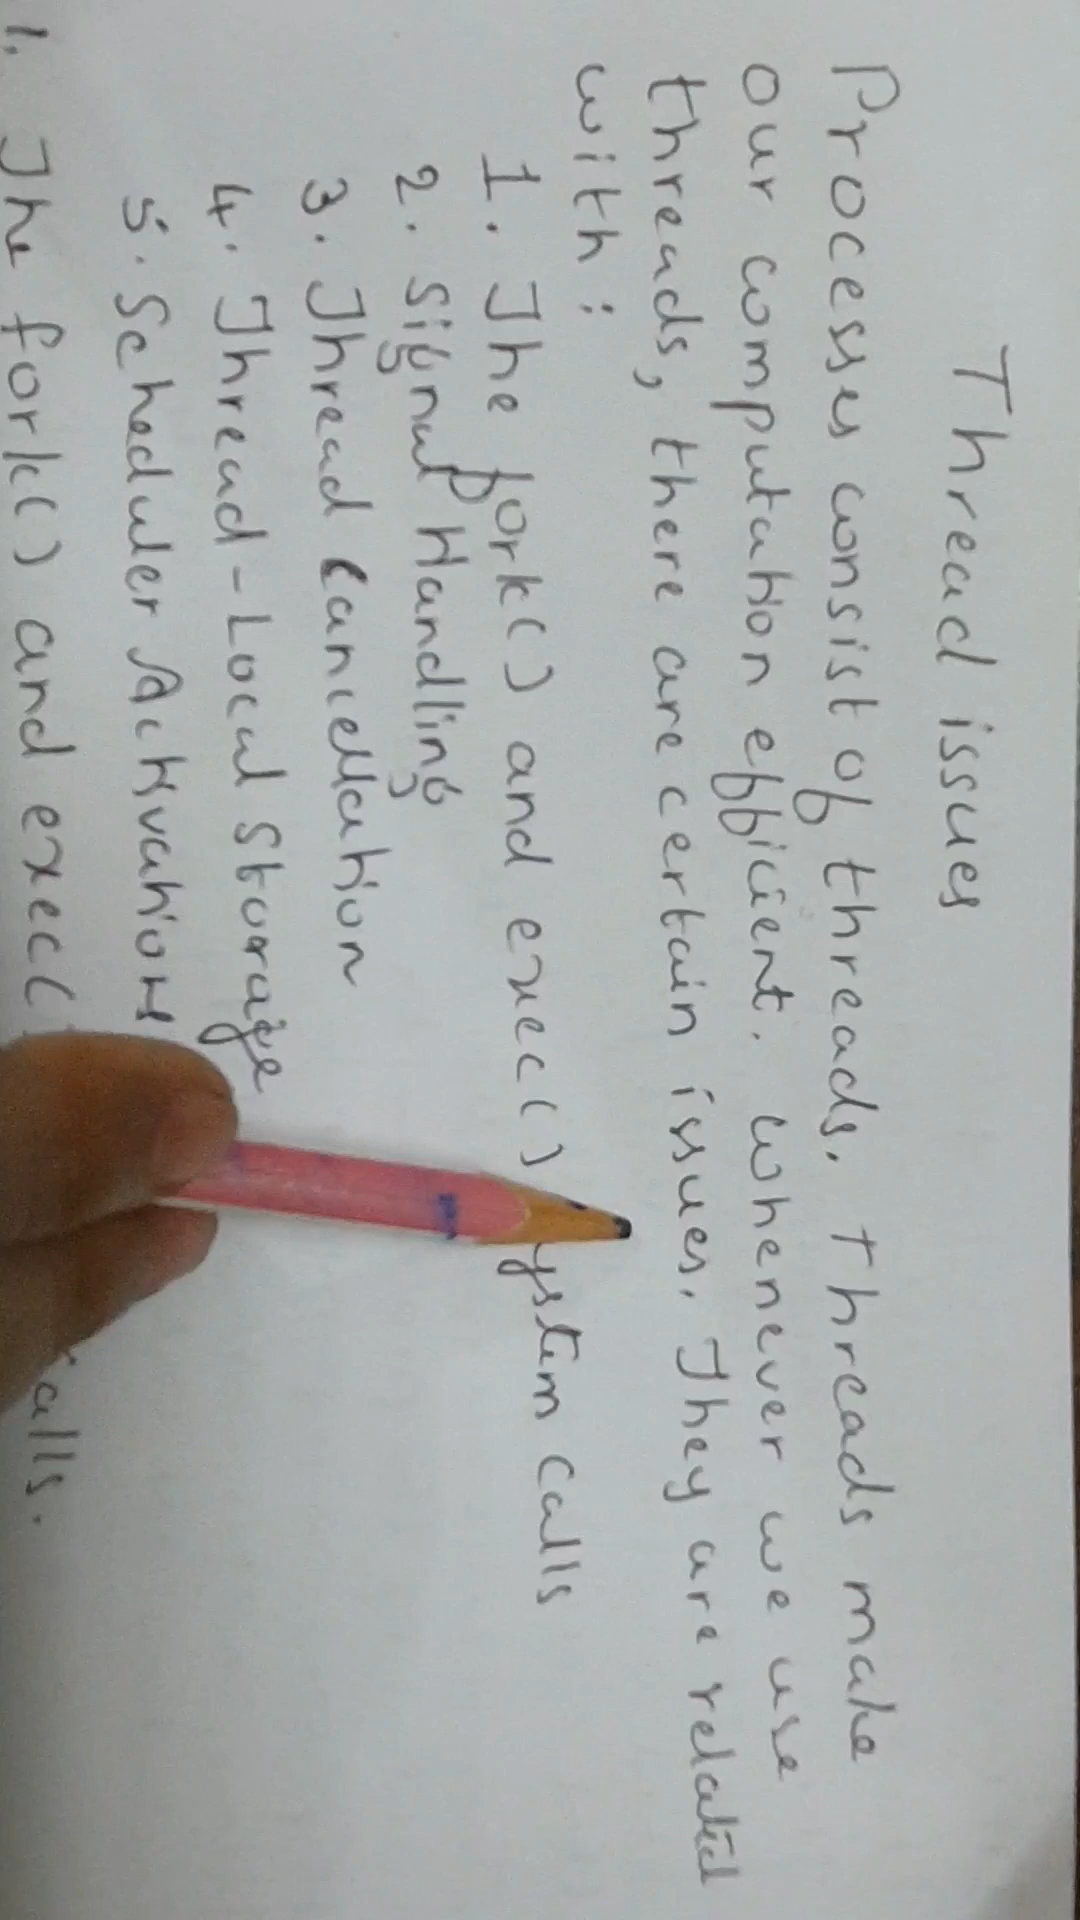 Thread issues
Processes consist of threads. Threads make
our computation efficient. Whenever we use
threads, there are certain issues. They are related
with:
1. The fork() and exec() ystem calls
2. Signal Handling
3. Thread Cancellation
4. Thread-Local Storage
5. Scheduler Activations
1. The fork() and exec( calls.